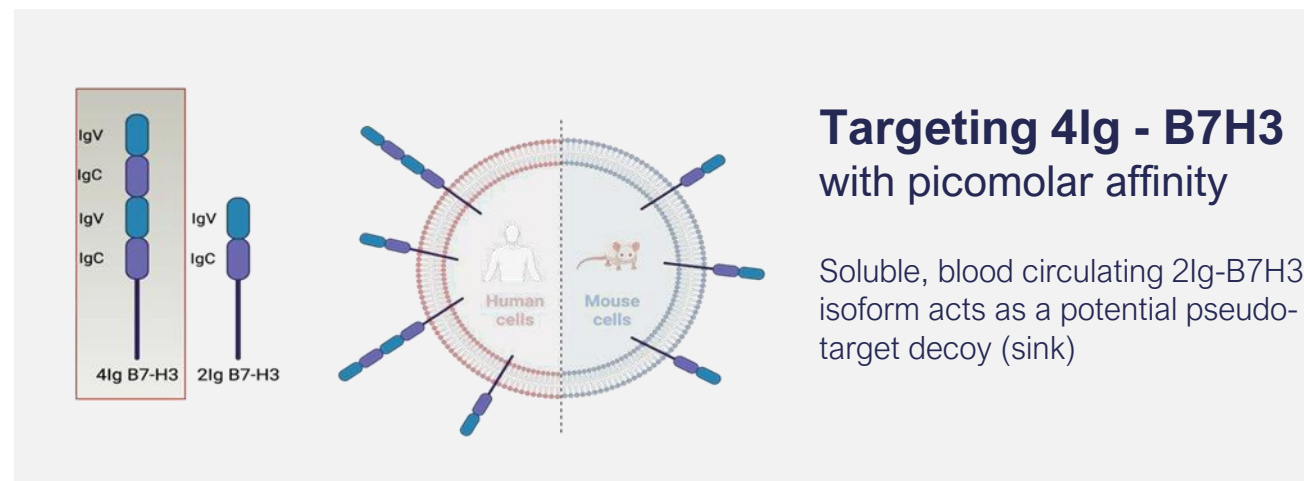 IgV
IgC
IgV
IgC
4Ig B7-H3
IgV
IgC
2Ig B7-H3
Human
cells
Mouse
cells
Targeting 4Ig - B7H3
with picomolar affinity
Soluble, blood circulating 2Ig-B7H3
isoform acts as a potential pseudo-
target decoy (sink)